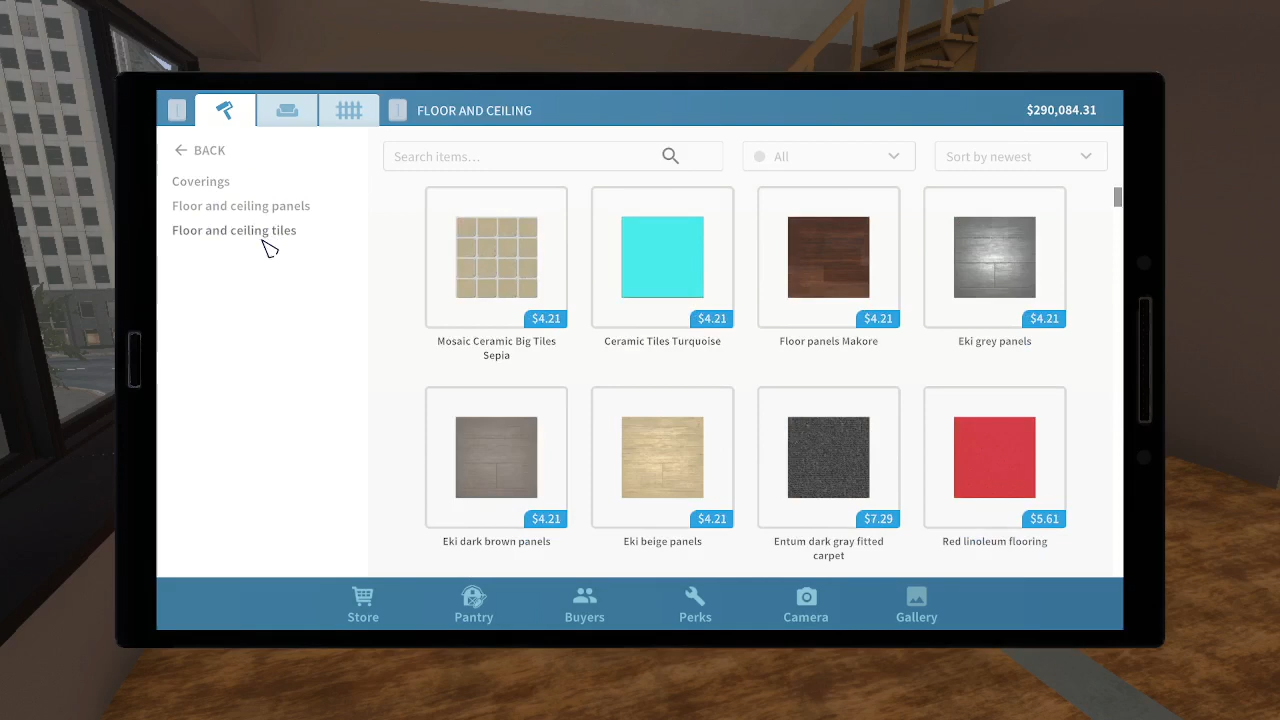 FLOOR AND CEILING
$290,084.31
BACK
Coverings
Floor and ceiling panels
Floor and ceiling tiles
Search items...
All
Sort by newest
$4.21
$4.21
$4.21
$4.21
Mosaic Ceramic Big Tiles
Sepia
Ceramic Tiles Turquoise
Floor panels Makore
Eki grey panels
$4.21
$4.21
$7.29
$5.61
Eki dark brown panels
Eki beige panels
Entum dark gray fitted
carpet
Red linoleum flooring
Store
Pantry
Buyers
Perks
Camera
Gallery